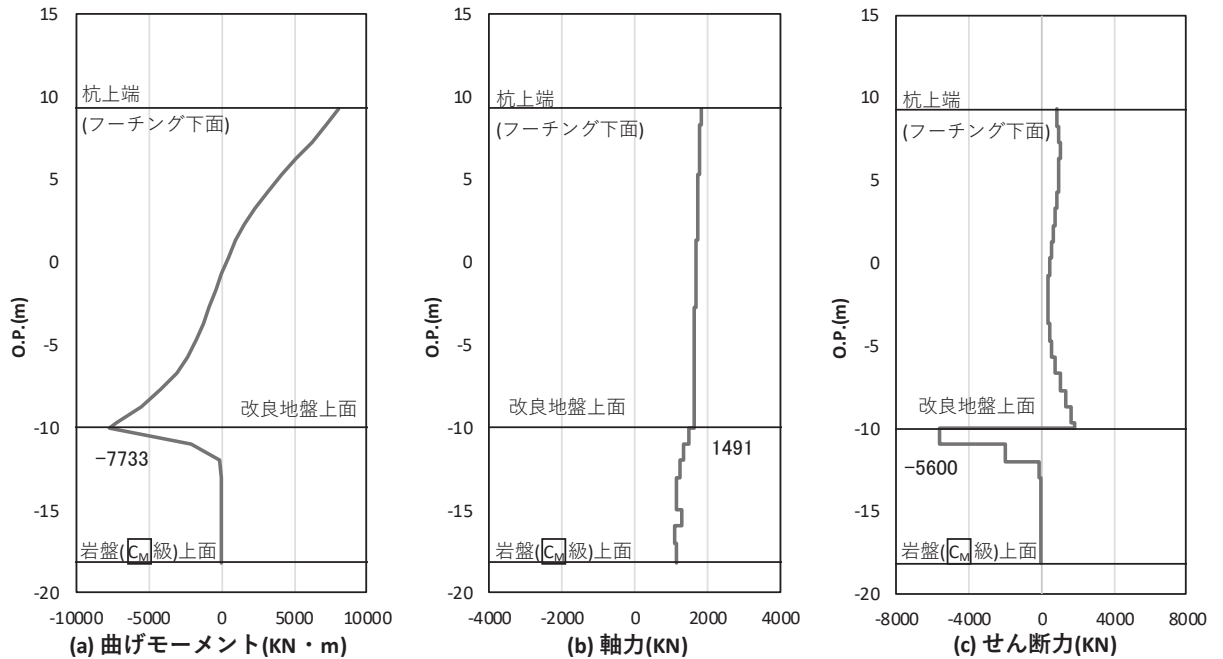 15
10
5
0
-5
-10
-15
-20
O.P.(m)
杭上端
(フーチング下面)
改良地盤上面
-7733
岩盤(CM級)上面
-10000 -5000 0 5000 10000
(a) 曲げモーメント(KN・m)
15
10
5
0
-5
-10
-15
-20
O.P.(m)
杭上端
(フーチング下面)
改良地盤上面
1491
岩盤(CM級)上面
-4000 -2000 0 2000 4000
(b) 軸力(KN)
15
10
5
0
-5
-10
-15
-20
O.P.(m)
杭上端
(フーチング下面)
改良地盤上面
-5600
岩盤(CM級)上面
-8000 -4000 0 4000 8000
(c) せん断力(KN)